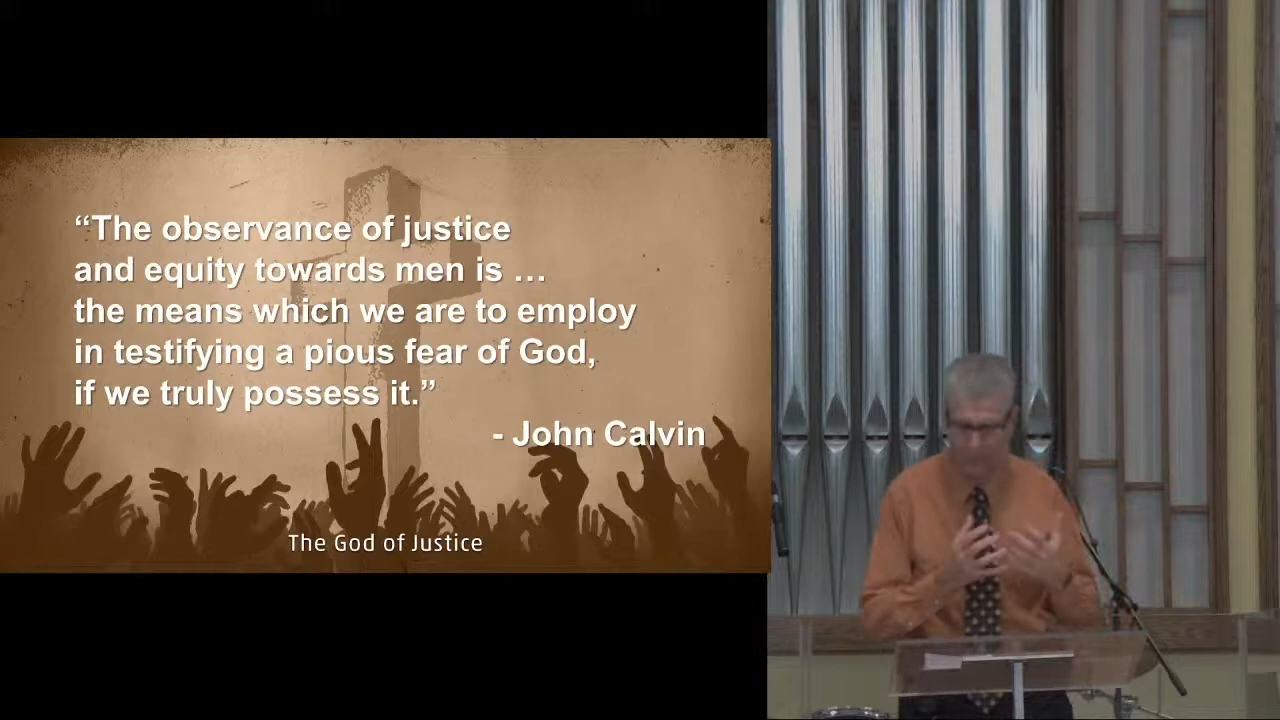 “The observance of justice
and equity towards men is …
the means which we are to employ
in testifying a pious fear of God,
if we truly possess it.”
- John Calvin
The God of Justice